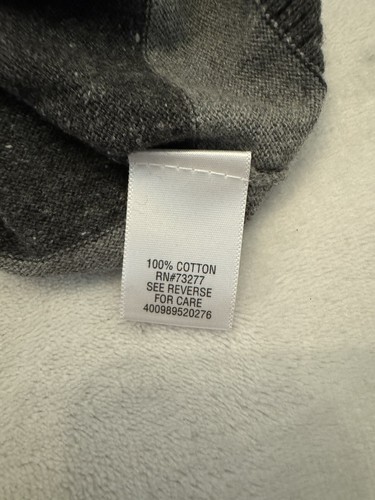 100% COTTON
RN#73277
SEE REVERSE
FOR CARE
400989520276